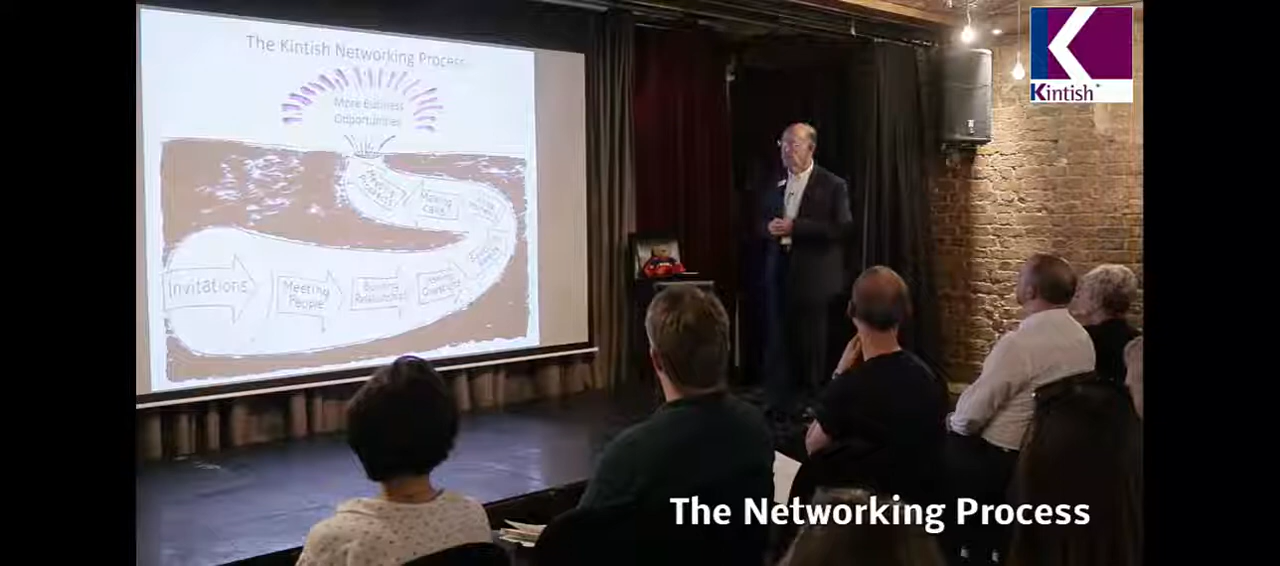 The Kintish Networking Process
More Business
Opportunities
Making
Calls
Invitations
Meeting
People
Building
Relationships
Kintish
The Networking Process